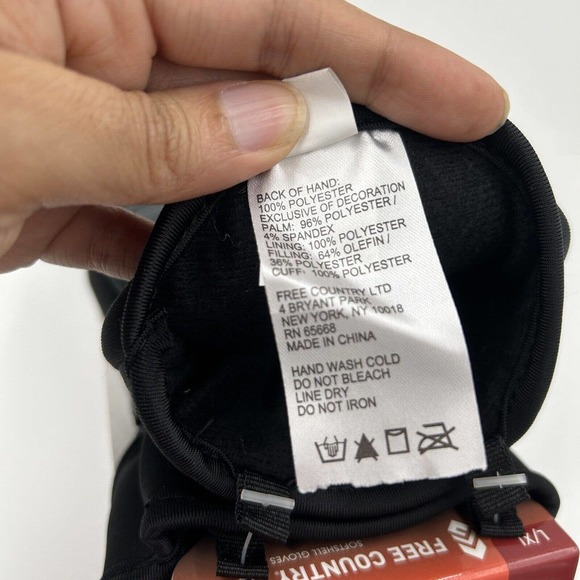 BACK OF HAND:
100% POLYESTER
EXCLUSIVE OF DECORATION
PALM: 96% POLYESTER /
4% SPANDEX
LINING: 100% POLYESTER
FILLING: 64% OLEFIN /
36% POLYESTER
CUFF: 100% POLYESTER
FREE COUNTRY LTD
4 BRYANT PARK
NEW YORK, NY 10018
RN 65668
MADE IN CHINA
HAND WASH COLD
DO NOT BLEACH
LINE DRY
DO NOT IRON
FREE COUNTRY.
SOFTSHELL GLOVES
L/XL